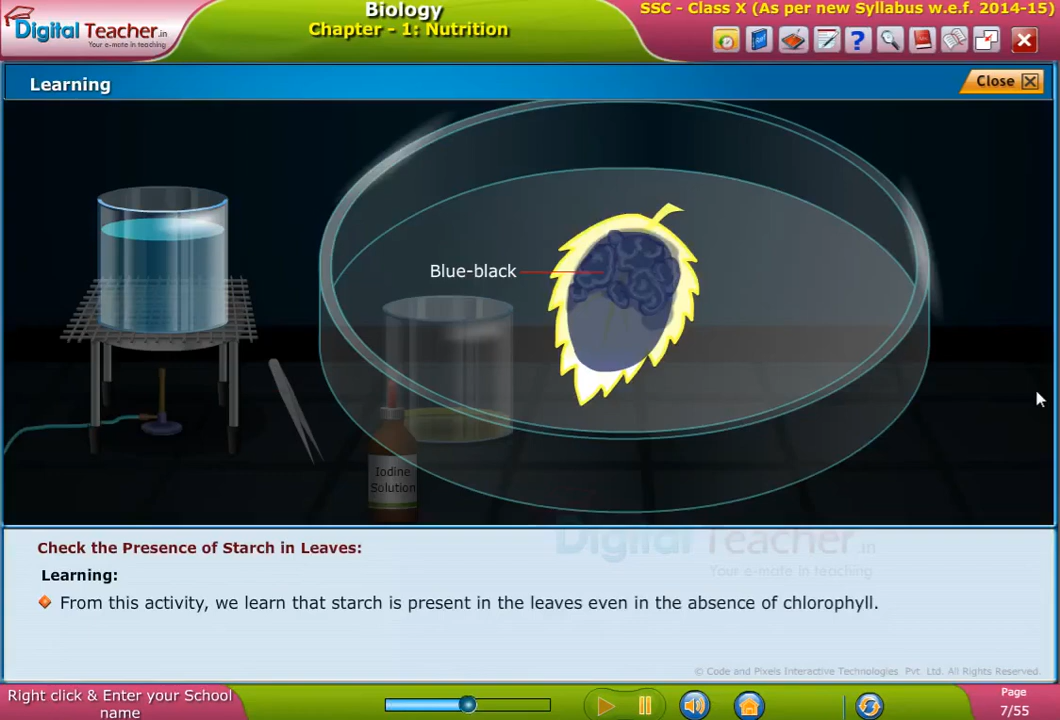 Digital Teacher.in
Your e-mate in teaching
Biology
Chapter - 1: Nutrition
SSC - Class X (As per new Syllabus w.e.f. 2014-15)
Learning
Close
Blue-black
Iodine
Solution
Digital Teacher.in
Your e-mate in teaching
Check the Presence of Starch in Leaves:
Learning:
From this activity, we learn that starch is present in the leaves even in the absence of chlorophyll.
© Code and Pixels Interactive Technologies. Pvt. Ltd. All Rights Reserved.
Right click & Enter your School
name
Page
7/55